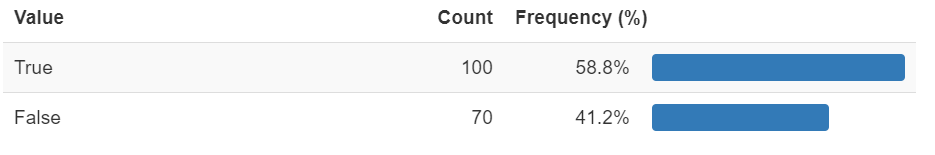 Value Count Frequency (%)
True 100 58.8%
False 70 41.2%